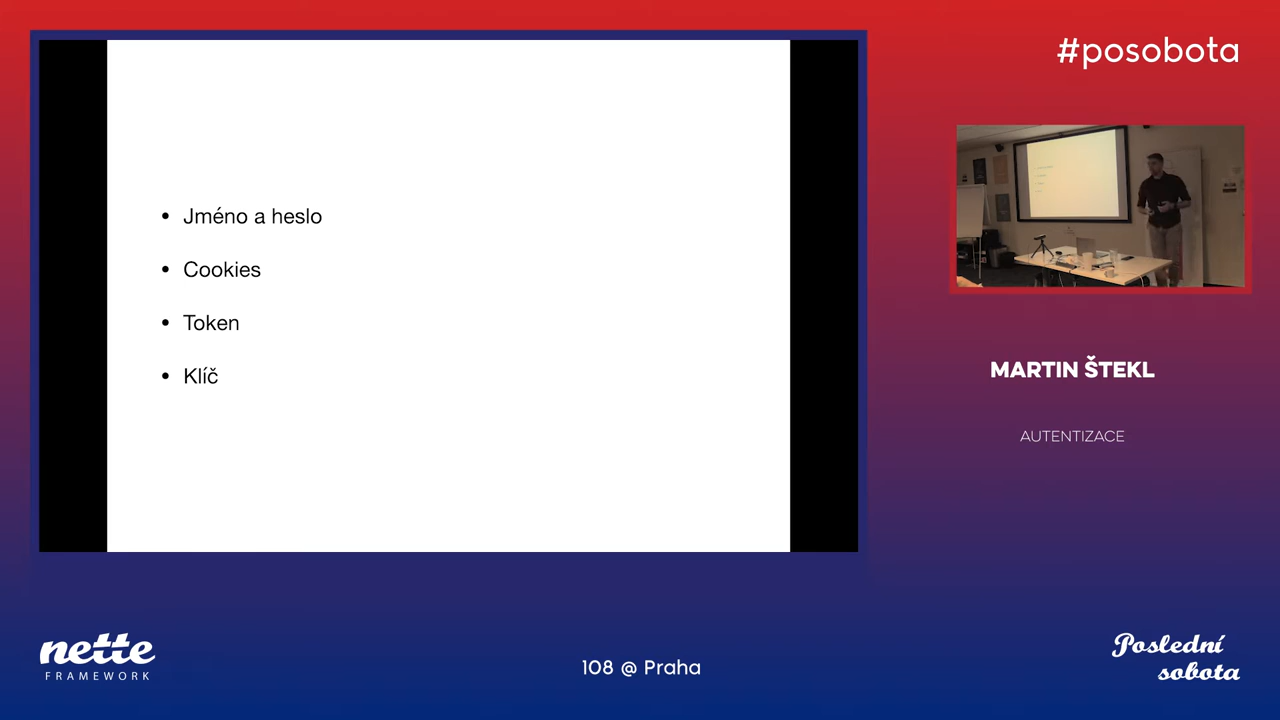 #posobota
• Jméno a heslo
• Cookies
• Token
• Klíč
MARTIN ŠTEKL
AUTENTIZACE
nette
FRAMEWORK
108 @ Praha
Poslední
sobota